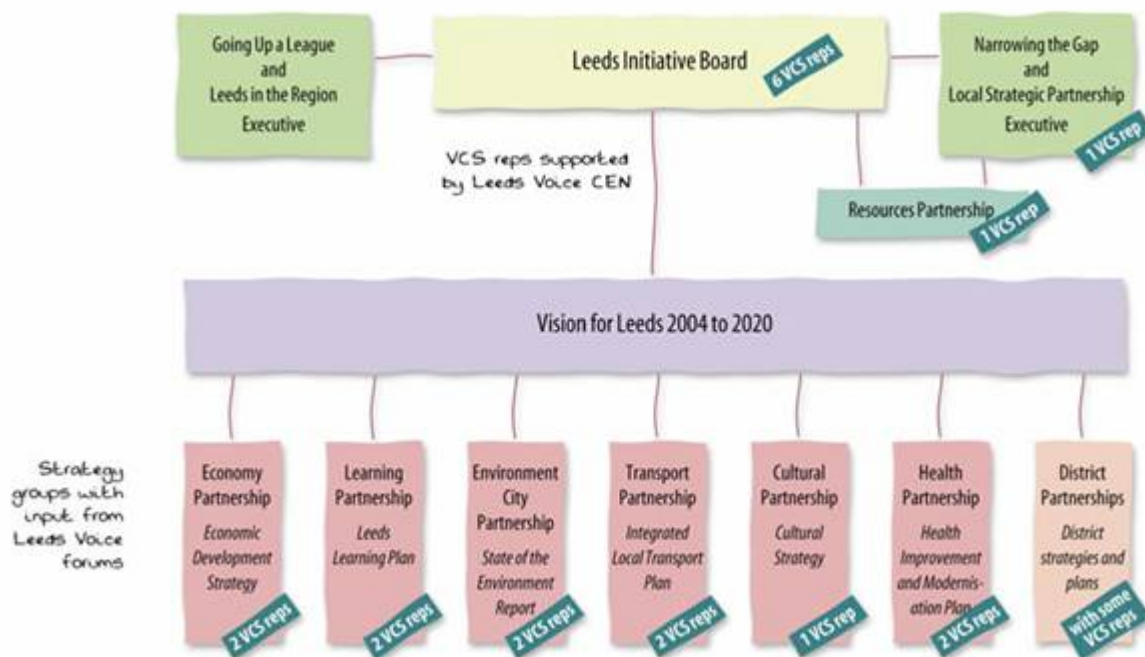 Going Up a League
and
Leeds in the Region
Executive
Leeds Initiative Board
6 VCS reps
Narrowing the Gap
and
Local Strategic Partnership
Executive
1 VCS rep
VCS reps supported
by Leeds Voice CEN
Resources Partnership
1 VCS rep
Vision for Leeds 2004 to 2020
Strategy
groups with
input from
Leeds Voice
forums
Economy
Partnership
Economic
Development
Strategy
2 VCS reps
Learning
Partnership
Leeds
Learning Plan
2 VCS reps
Environment
City
Partnership
State of the
Environment
Report
2 VCS reps
Transport
Partnership
Integrated
Local Transport
Plan
2 VCS reps
Cultural
Partnership
Cultural
Strategy
1 VCS rep
Health
Partnership
Health
Improvement
and Modernis-
ation Plan
2 VCS reps
District
Partnerships
District
strategies and
plans
with some
VCS reps